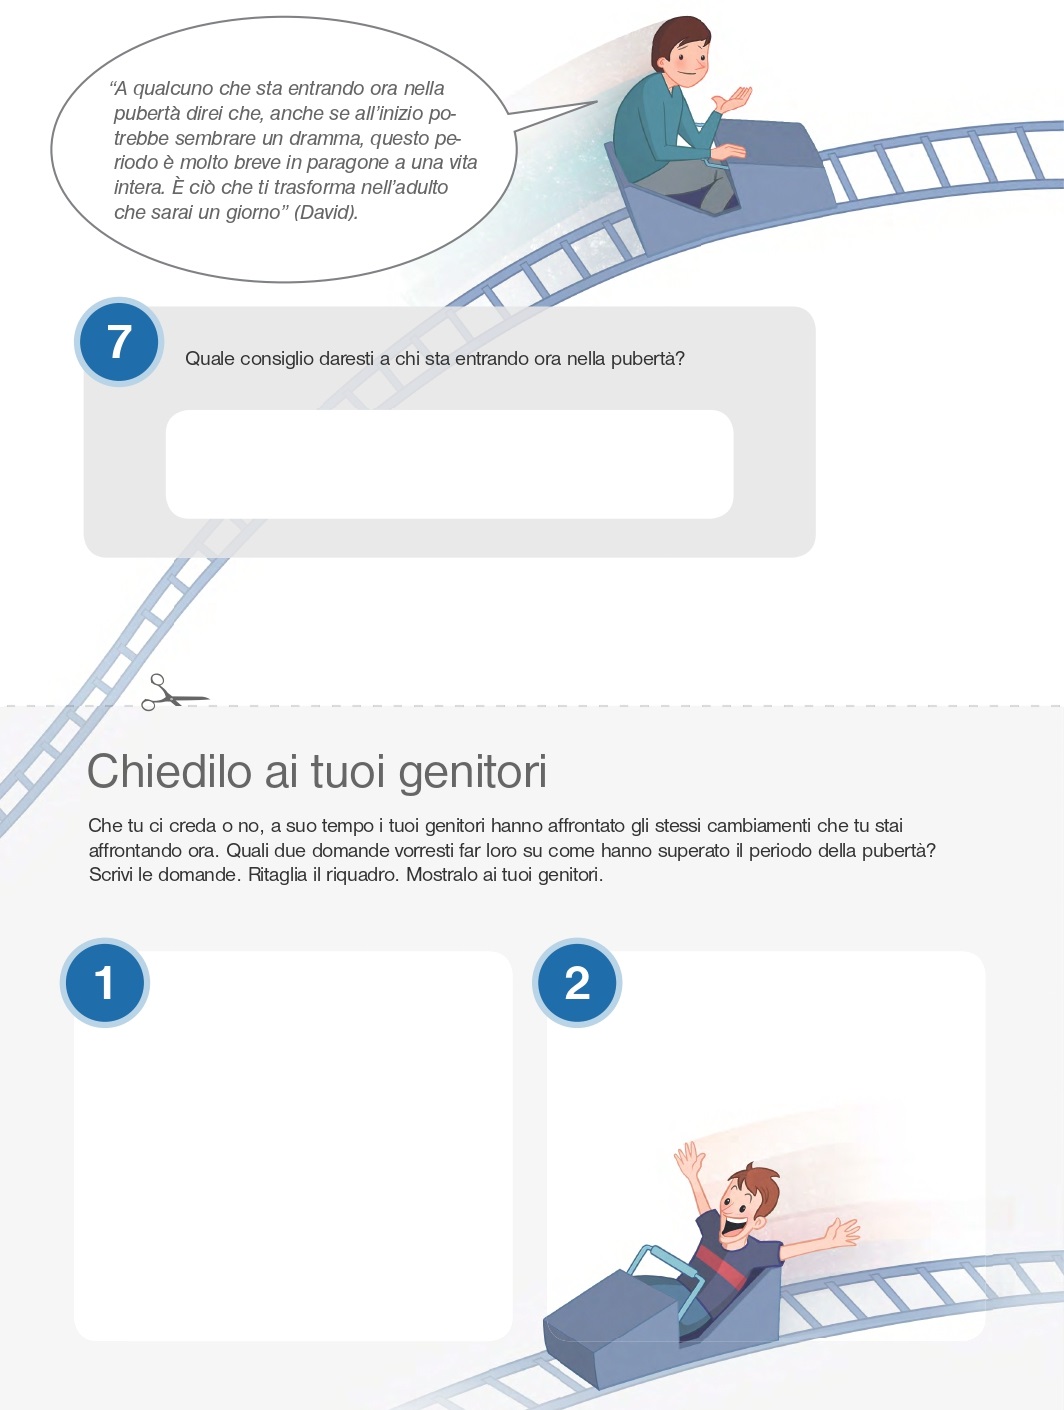 “A qualcuno che sta entrando ora nella
pubertà direi che, anche se all’inizio po-
trebbe sembrare un dramma, questo pe-
riodo è molto breve in paragone a una vita
intera. È ciò che ti trasforma nell’adulto
che sarai un giorno” (David).
7
Quale consiglio daresti a chi sta entrando ora nella pubertà?
Chiedilo ai tuoi genitori
Che tu ci creda o no, a suo tempo i tuoi genitori hanno affrontato gli stessi cambiamenti che tu stai
affrontando ora. Quali due domande vorresti far loro su come hanno superato il periodo della pubertà?
Scrivi le domande. Ritaglia il riquadro. Mostralo ai tuoi genitori.
1
2